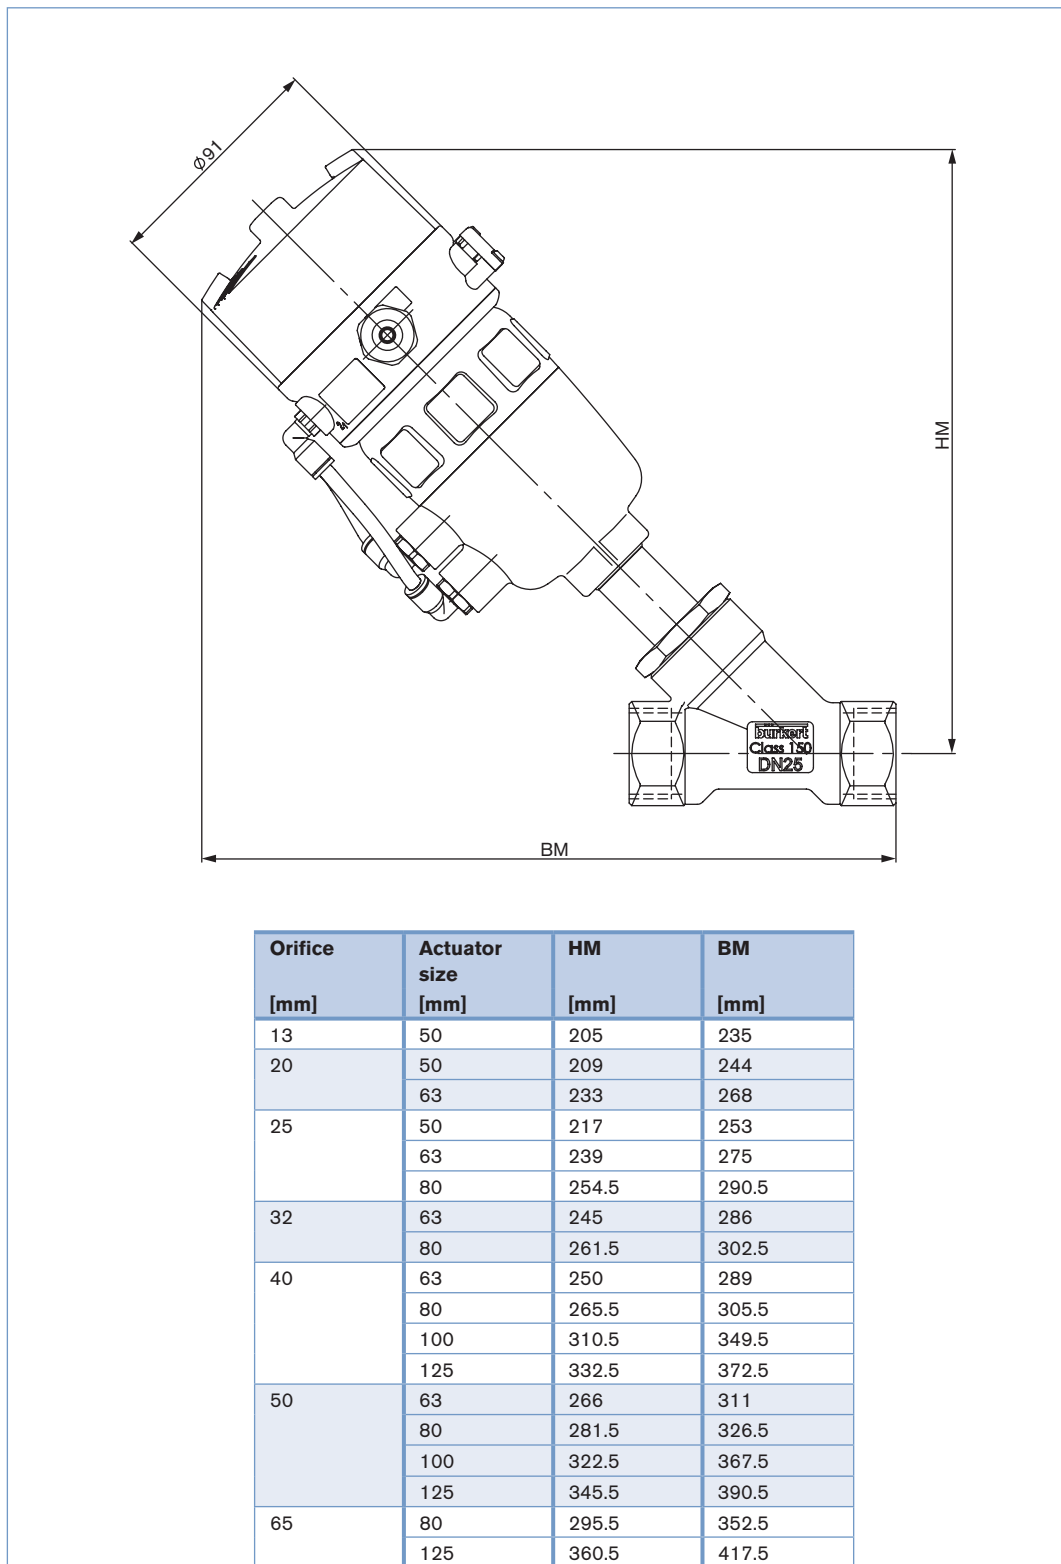 Ø91
HM
burkert
Class 150
DN25
BM
Orifice Actuator size HM BM
[mm] [mm] [mm] [mm]
13 50 205 235
20 50 209 244
63 233 268
25 50 217 253
63 239 275
80 254.5 290.5
32 63 245 286
80 261.5 302.5
40 63 250 289
80 265.5 305.5
100 310.5 349.5
125 332.5 372.5
50 63 266 311
80 281.5 326.5
100 322.5 367.5
125 345.5 390.5
65 80 295.5 352.5
125 360.5 417.5